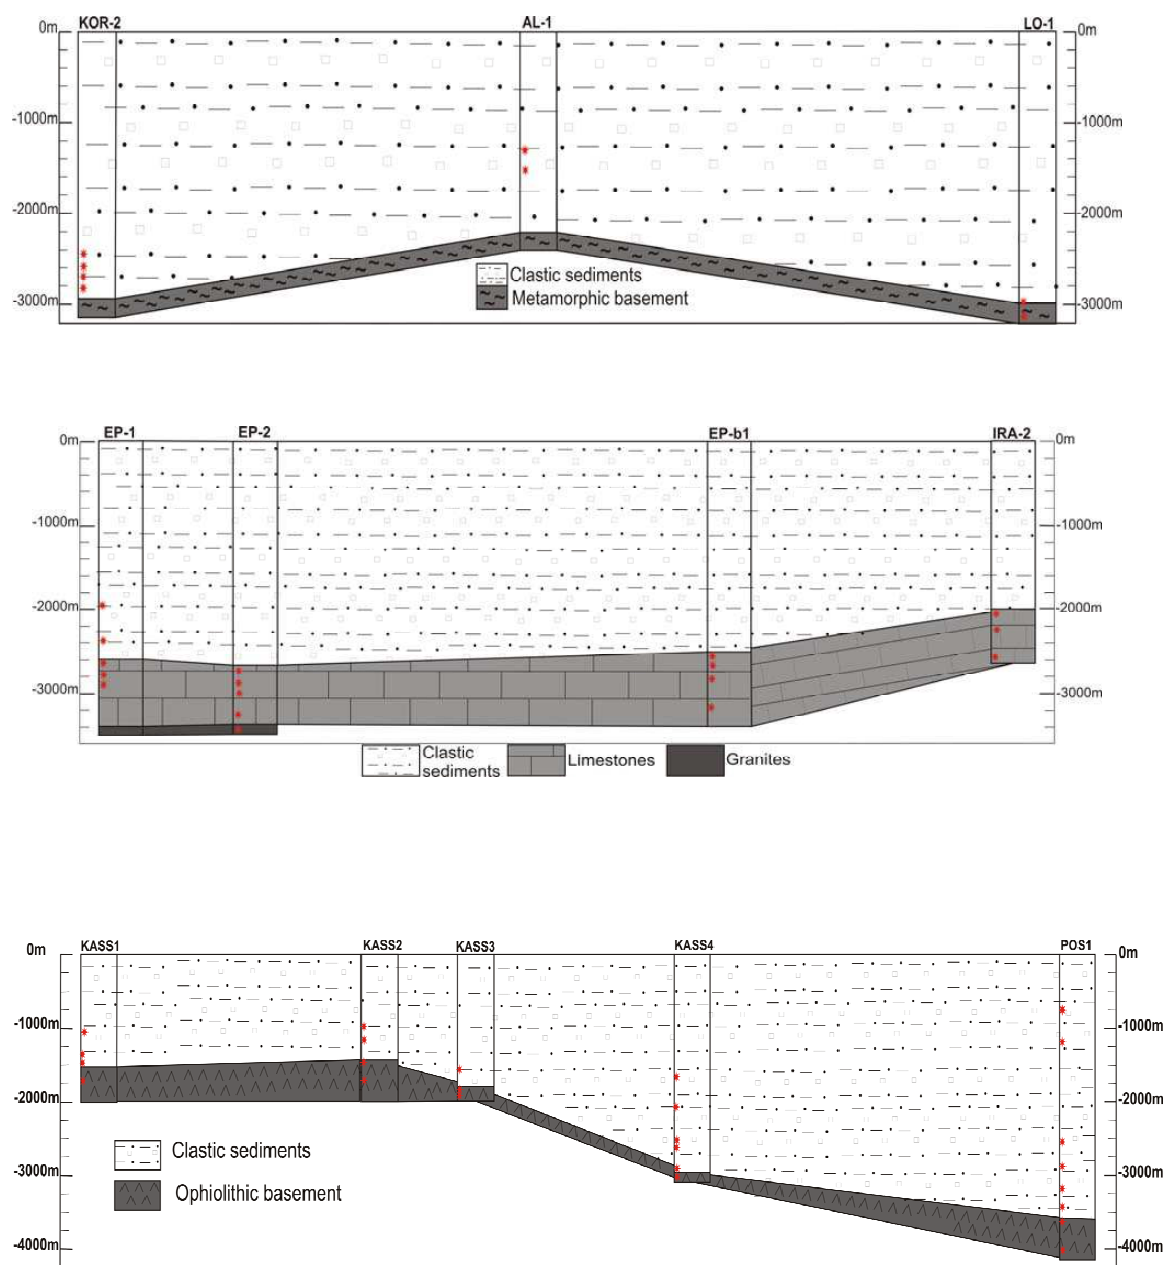 KOR-2 AL-1 LO-1
0m 0m
-1000m -1000m
-2000m -2000m
Clastic sediments
Metamorphic basement
-3000m -3000m
EP-1 EP-2 EP-b1 IRA-2
0m 0m
-1000m -1000m
-2000m -2000m
-3000m -3000m
Clastic
sediments
Limestones
Granites
KASS1 KASS2 KASS3 KASS4 POS1
0m 0m
-1000m -1000m
-2000m -2000m
Clastic sediments
-3000m -3000m
Ophiolithic basement
-4000m -4000m